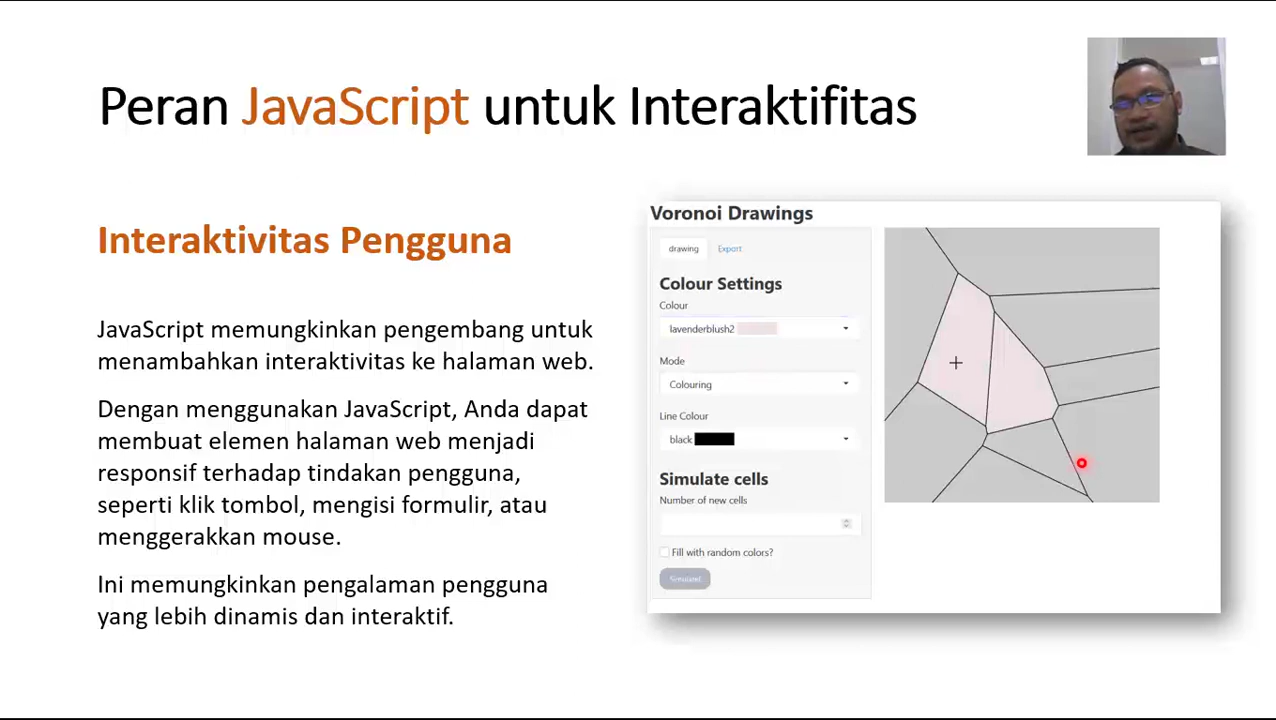 Peran JavaScript untuk Interaktifitas
Interaktivitas Pengguna
JavaScript memungkinkan pengembang untuk
menambahkan interaktivitas ke halaman web.
Dengan menggunakan JavaScript, Anda dapat
membuat elemen halaman web menjadi
responsif terhadap tindakan pengguna,
seperti klik tombol, mengisi formulir, atau
menggerakkan mouse.
Ini memungkinkan pengalaman pengguna
yang lebih dinamis dan interaktif.
Voronoi Drawings
drawing Export
Colour Settings
Colour
lavenderblush2
Mode
Colouring
Line Colour
black
Simulate cells
Number of new cells
Fill with random colors?
Simulate!